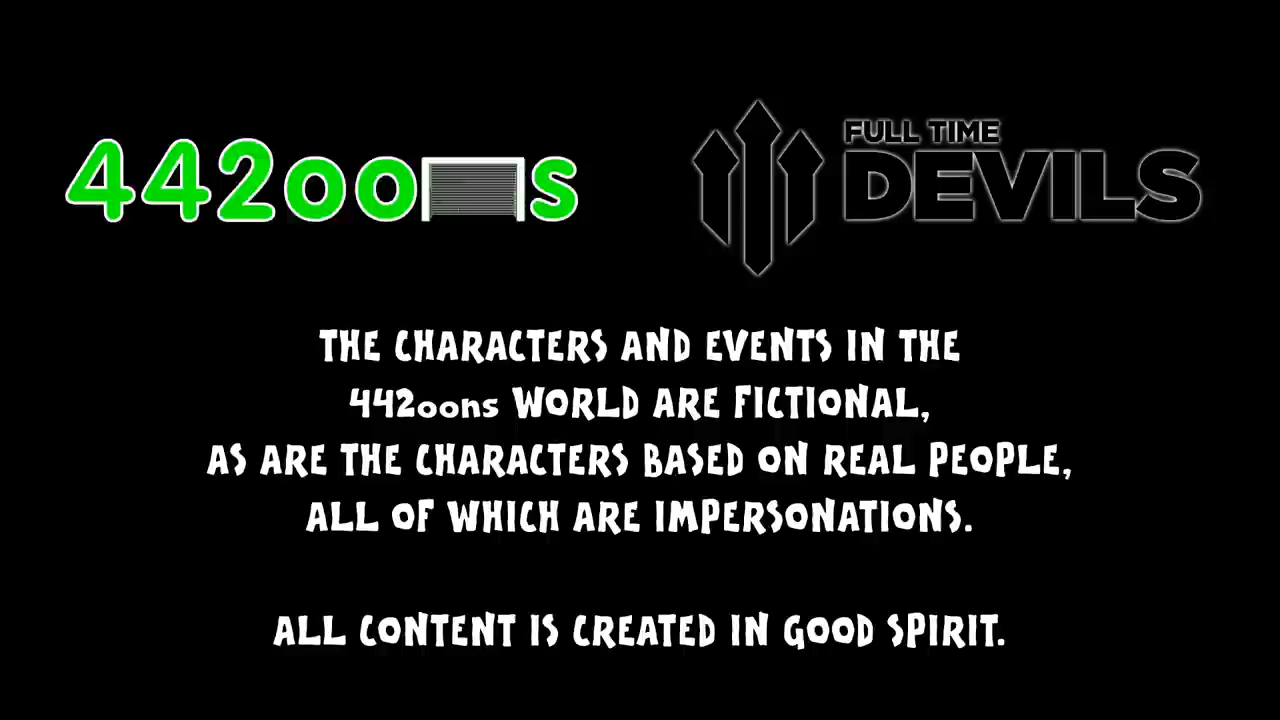 442oons
FULL TIME
DEVILS
THE CHARACTERS AND EVENTS IN THE
442oons WORLD ARE FICTIONAL,
AS ARE THE CHARACTERS BASED ON REAL PEOPLE,
ALL OF WHICH ARE IMPERSONATIONS.
ALL CONTENT IS CREATED IN GOOD SPIRIT.